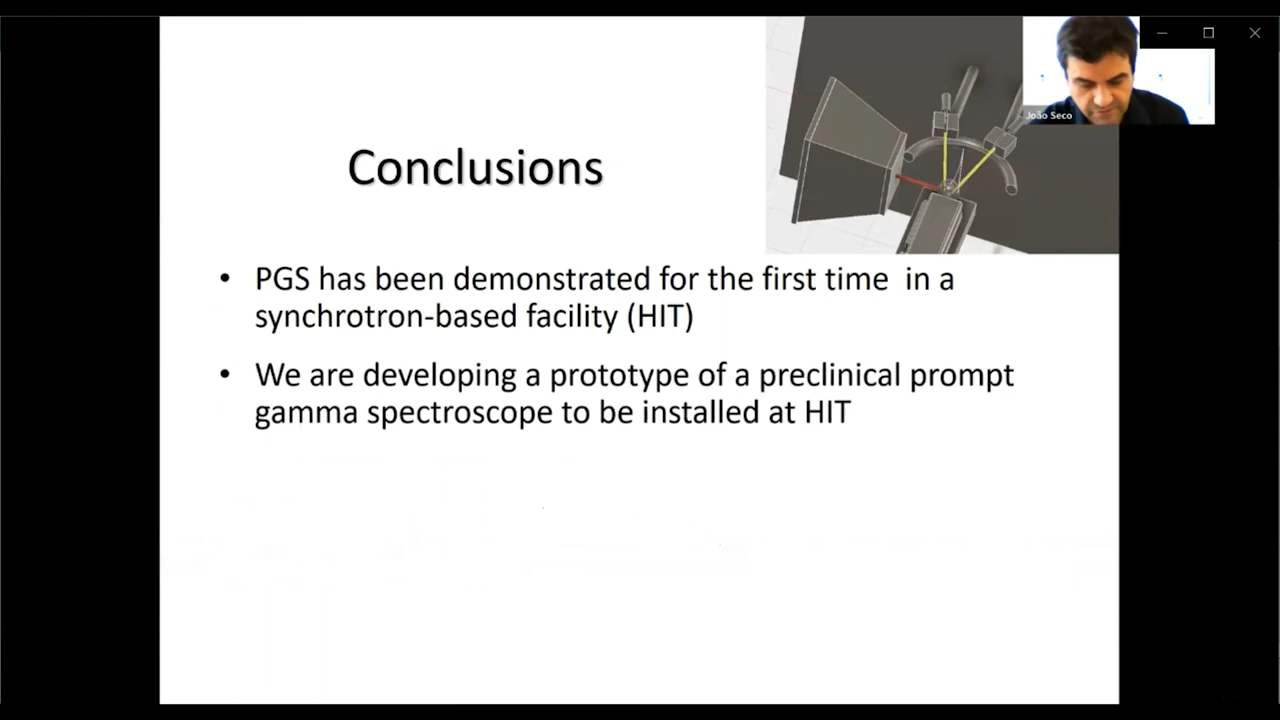 João Seco
Conclusions
• PGS has been demonstrated for the first time in a
synchrotron-based facility (HIT)
• We are developing a prototype of a preclinical prompt
gamma spectroscope to be installed at HIT